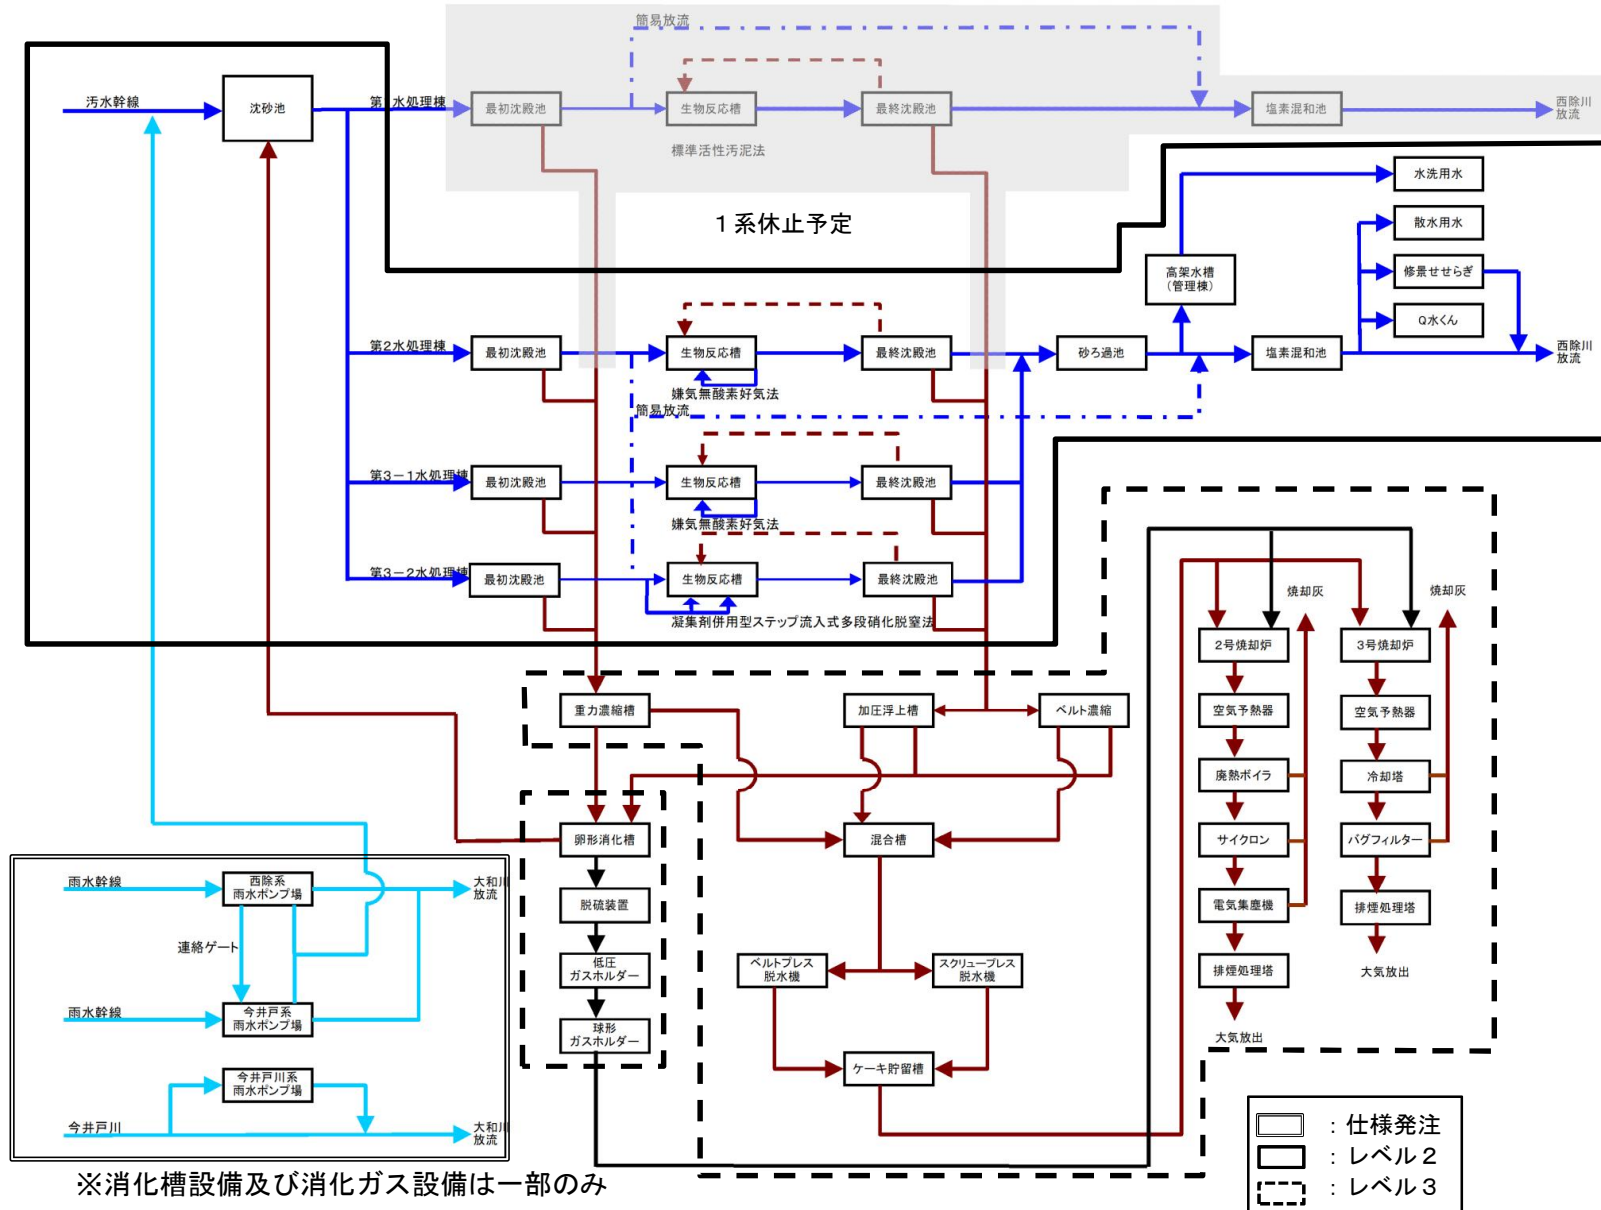 簡易放流
汚水幹線
沈砂池
第1水処理棟
最初沈殿池
生物反応槽
最終沈殿池
塩素混和池
西除川
放流
標準活性汚泥法
1系休止予定
水洗用水
散水用水
高架水槽
(管理棟)
修景せせらぎ
Q水くん
第2水処理棟
最初沈殿池
生物反応槽
最終沈殿池
砂ろ過池
塩素混和池
西除川
放流
嫌気無酸素好気法
簡易放流
第3-1水処理棟
最初沈殿池
生物反応槽
最終沈殿池
嫌気無酸素好気法
第3-2水処理棟
最初沈殿池
生物反応槽
最終沈殿池
凝集剤併用型ステップ流入式多段硝化脱窒法
焼却灰
焼却灰
2号焼却炉
3号焼却炉
重力濃縮槽
加圧浮上槽
ベルト濃縮
空気予熱器
空気予熱器
廃熱ボイラ
冷却塔
卵形消化槽
混合槽
サイクロン
バグフィルター
雨水幹線
西除系
雨水ポンプ場
大和川
放流
脱硫装置
電気集塵機
排煙処理塔
連絡ゲート
低圧
ガスホルダー
ベルトプレス
脱水機
スクリュープレス
脱水機
排煙処理塔
大気放出
雨水幹線
今井戸系
雨水ポンプ場
球形
ガスホルダー
大気放出
今井戸川系
雨水ポンプ場
ケーキ貯留槽
今井戸川
大和川
放流
※消化槽設備及び消化ガス設備は一部のみ
:仕様発注
:レベル2
:レベル3